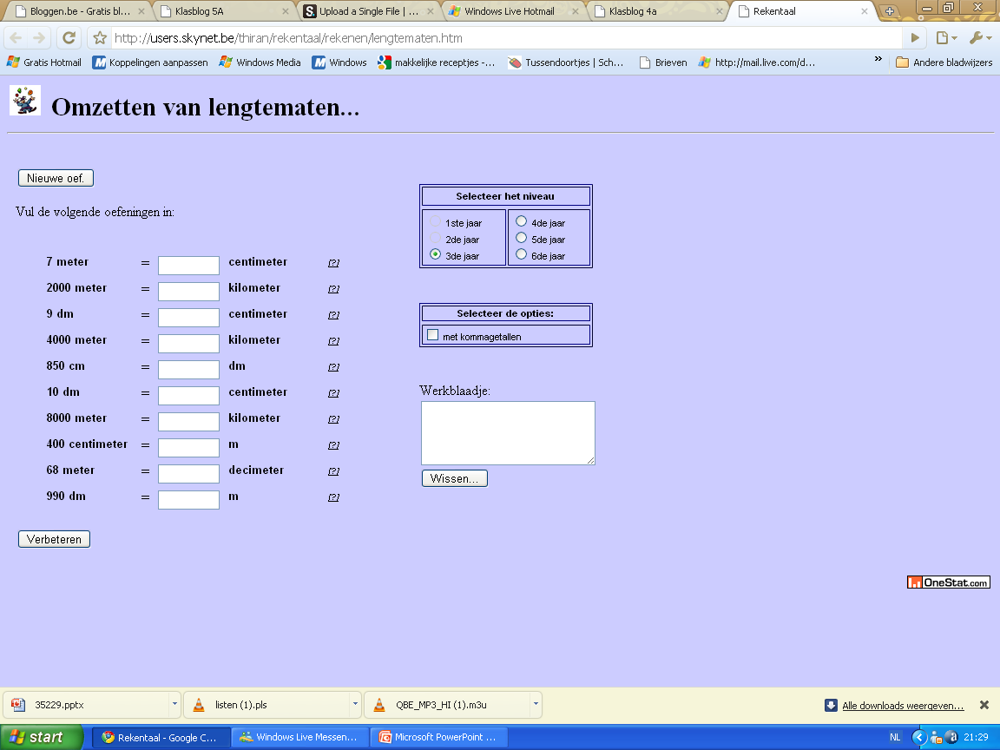 Bloggen.be - Gratis bl...
Klasblog 5A
Upload a Single File | ...
Windows Live Hotmail
Klasblog 4a
Rekentaal
http://users.skynet.be/thiran/rekentaal/rekenen/lengtematen.htm
Gratis Hotmail
Koppelingen aanpassen
Windows Media
Windows
makkelijke receptjes -...
Tussendoortjes | Sch...
Brieven
http://mail.live.com/d...
»
Andere bladwijzers
Omzetten van lengtematen...
Nieuwe oef.
Vul de volgende oefeningen in:
7 meter = centimeter [?]
2000 meter = kilometer [?]
9 dm = centimeter [?]
4000 meter = kilometer [?]
850 cm = dm [?]
10 dm = centimeter [?]
8000 meter = kilometer [?]
400 centimeter = m [?]
68 meter = decimeter [?]
990 dm = m [?]
Verbeteren
Selecteer het niveau
1ste jaar 4de jaar
2de jaar 5de jaar
3de jaar 6de jaar
Selecteer de opties:
met kommagetallen
Werkblaadje:
Wissen...
OneStat.com
35229.pptx
listen (1).pls
QBE_MP3_HI (1).m3u
Alle downloads weergeven...
start
Rekentaal - Google C...
Windows Live Messen...
Microsoft PowerPoint ...
NL
21:29